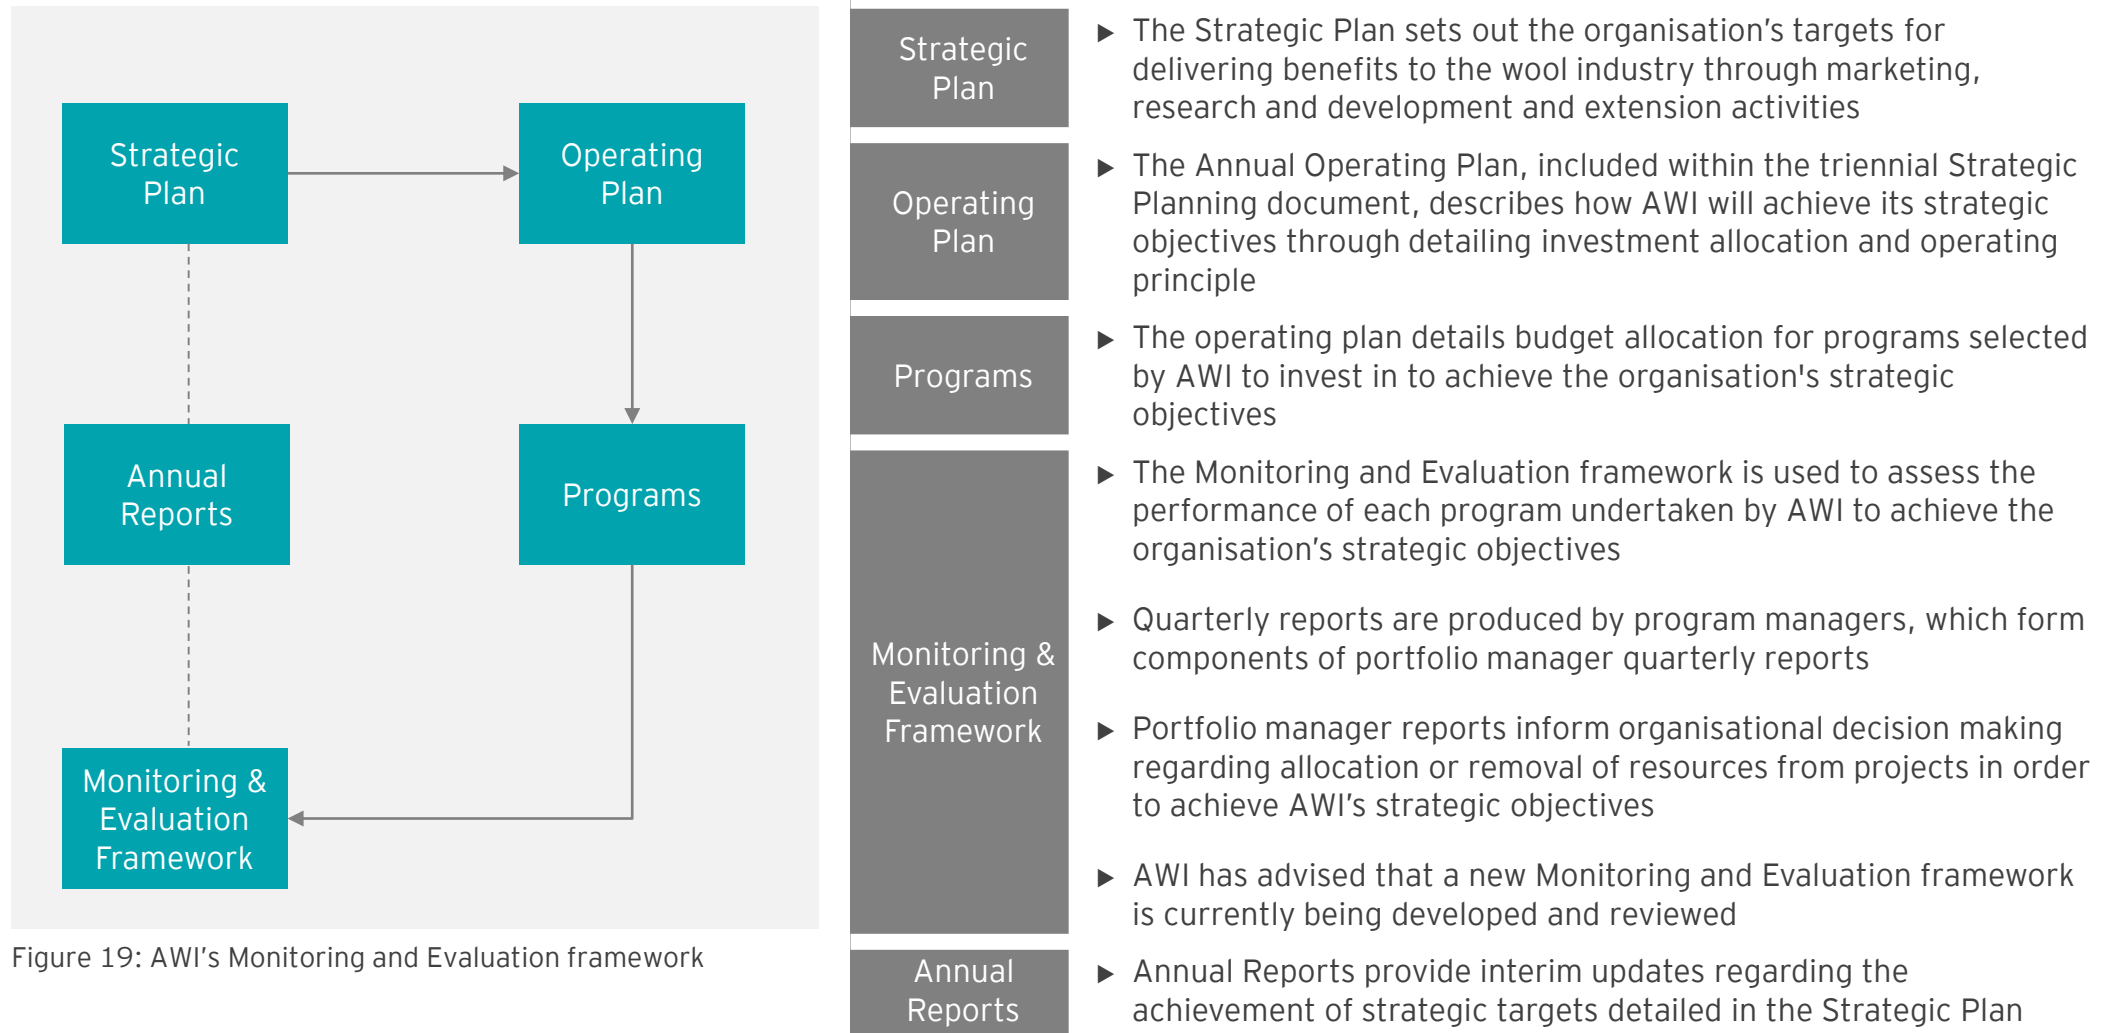 Strategic
Plan
Operating
Plan
Annual
Reports
Programs
Monitoring &
Evaluation
Framework
Figure 19: AWI’s Monitoring and Evaluation framework
Strategic
Plan
► The Strategic Plan sets out the organisation’s targets for
delivering benefits to the wool industry through marketing,
research and development and extension activities
Operating
Plan
► The Annual Operating Plan, included within the triennial Strategic
Planning document, describes how AWI will achieve its strategic
objectives through detailing investment allocation and operating
principle
Programs
► The operating plan details budget allocation for programs selected
by AWI to invest in to achieve the organisation's strategic
objectives
Monitoring &
Evaluation
Framework
► The Monitoring and Evaluation framework is used to assess the
performance of each program undertaken by AWI to achieve the
organisation’s strategic objectives
► Quarterly reports are produced by program managers, which form
components of portfolio manager quarterly reports
► Portfolio manager reports inform organisational decision making
regarding allocation or removal of resources from projects in order
to achieve AWI’s strategic objectives
► AWI has advised that a new Monitoring and Evaluation framework
is currently being developed and reviewed
Annual
Reports
► Annual Reports provide interim updates regarding the
achievement of strategic targets detailed in the Strategic Plan